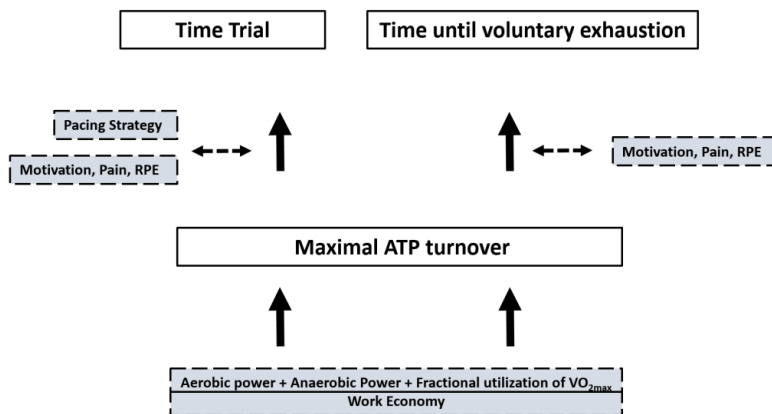 Time Trial
Time until voluntary exhaustion
Pacing Strategy
Motivation, Pain, RPE
Motivation, Pain, RPE
Maximal ATP turnover
Aerobic power + Anaerobic Power + Fractional utilization of VO₂max
Work Economy